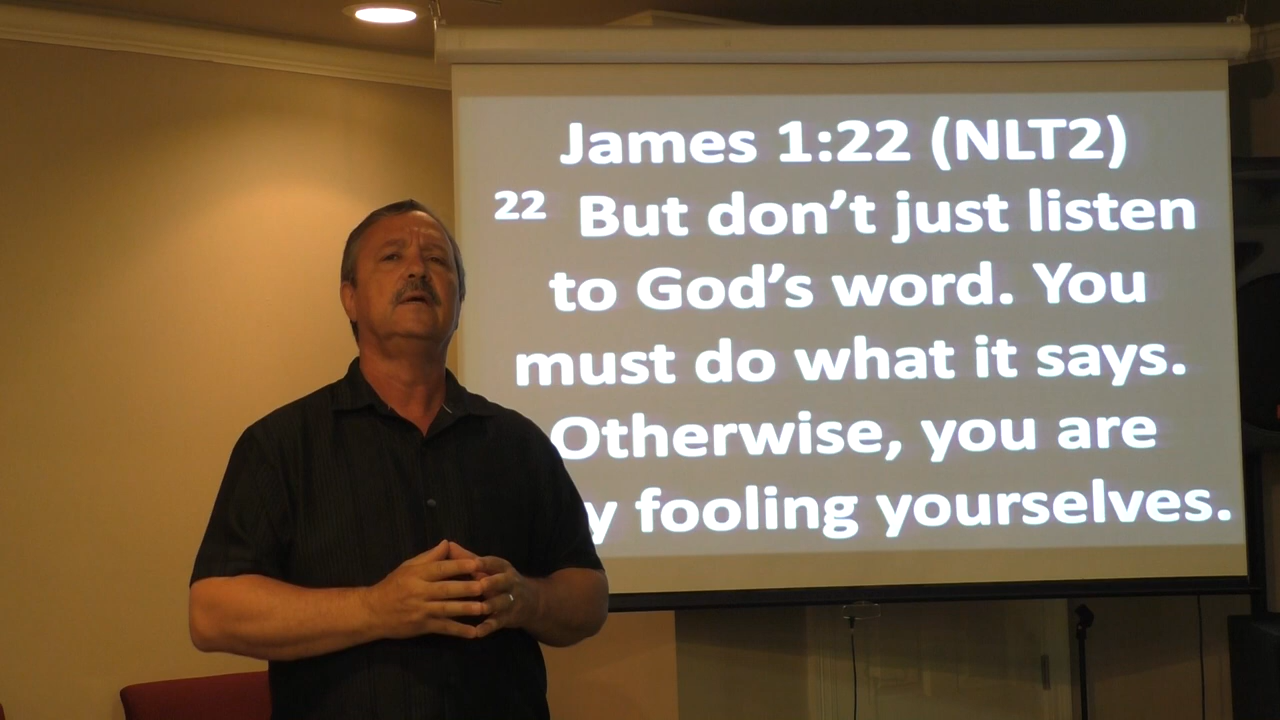 James 1:22 (NLT2)
22 But don't just listen
to God's word. You
must do what it says.
Otherwise, you are
fooling yourselves.